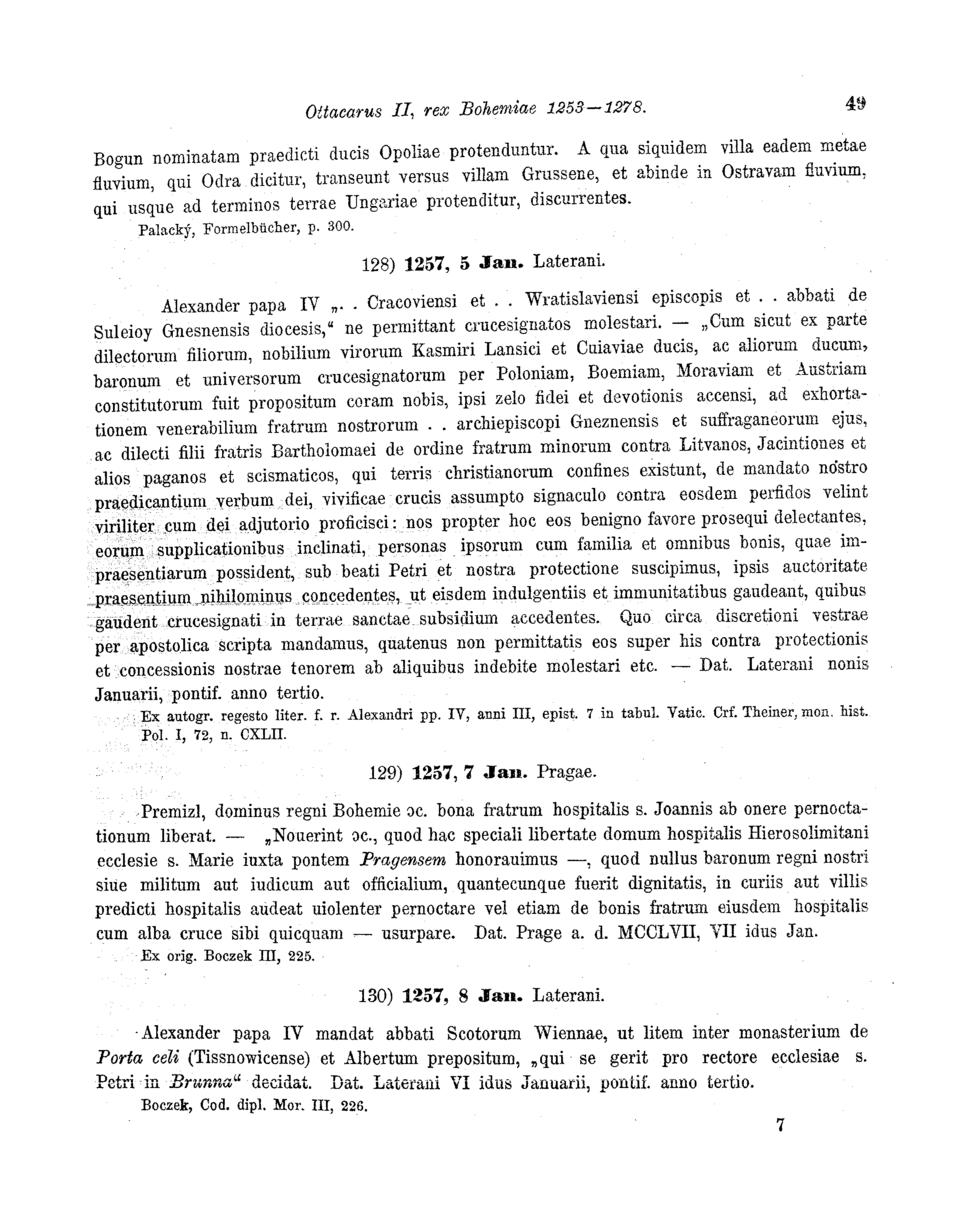 Ottacarus II, rex Bohemiae 1253—1278.
49
Bogun nominatam praedicti ducis Opoliae protenduntur. A qua siquidem villa eadem metae
fluvium, qui Odra dicitur, transeunt versus villam Grussene, et abinde in Ostravam fluvium,
qui usque ad terminos terrae Ungariae protenditur, discurrentes.
Palacký, Formelbücher, p. 300.
128) 1257, 5 Jan. Laterani.
Alexander papa IV „. . Cracoviensi et . . Wratislaviensi episcopis et . . abbati de
Suleioy Gnesnensis diocesis,“ ne permittant crucesignatos molestari. — „Cum sicut ex parte
dilectorum filiorum, nobilium virorum Kasmiri Lansici et Cuiaviae ducis, ac aliorum ducum,
baronum et universorum crucesignatorum per Poloniam, Boemiam, Moraviam et Austriam
constitutorum fuit propositum coram nobis, ipsi zelo fidei et devotionis accensi, ad exhorta-
tionem venerabilium fratrum nostrorum . . archiepiscopi Gneznensis et suffraganeorum ejus,
ac dilecti filii fratris Bartholomaei de ordine fratrum minorum contra Litvanos, Jacintiones et
alios paganos et scismaticos, qui terris christianorum confines existunt, de mandato nostro
praedicantium verbum dei, vivificae crucis assumpto signaculo contra eosdem perfidos velint
viriliter cum dei adjutorio proficisci: nos propter hoc eos benigno favore prosequi delectantes,
eorum supplicationibus inclinati, personas ipsorum cum familia et omnibus bonis, quae im-
praesentiarum possident, sub beati Petri et nostra protectione suscipimus, ipsis auctoritate
praesentium nihilominus concedentes, ut eisdem indulgentiis et immunitatibus gaudeant, quibus
gaudent crucesignati in terrae sanctae subsidium accedentes. Quo circa discretioni vestrae
per apostolica scripta mandamus, quatenus non permittatis eos super his contra protectionis
et concessionis nostrae tenorem ab aliquibus indebite molestari etc. — Dat. Laterani nonis
Januarii, pontif. anno tertio.
Ex autogr. regesto liter. f. r. Alexandri pp. IV, anni III, epist. 7 in tabul. Vatic. Crf. Theiner, mon. hist.
Pol. I, 72, n. CXLII.
129) 1257, 7 Jan. Pragae.
Premizl, dominus regni Bohemie ɔc. bona fratrum hospitalis s. Joannis ab onere pernocta-
tionum liberat. — „Nouerint ɔc., quod hac speciali libertate domum hospitalis Hierosolimitani
ecclesie s. Marie iuxta pontem Pragensem honorauimus —, quod nullus baronum regni nostri
siue militum aut iudicum aut officialium, quantecunque fuerit dignitatis, in curiis aut villis
predicti hospitalis audeat uiolenter pernoctare vel etiam de bonis fratrum eiusdem hospitalis
cum alba cruce sibi quicquam — usurpare. Dat. Prage a. d. MCCLVII, VII idus Jan.
Ex orig. Boczek III, 225.
130) 1257, 8 Jan. Laterani.
Alexander papa IV mandat abbati Scotorum Wiennae, ut litem inter monasterium de
Porta celi (Tissnowicense) et Albertum prepositum, „qui se gerit pro rectore ecclesiae s.
Petri in Brunna“ decidat. Dat. Laterani VI idus Januarii, pontif. anno tertio.
Boczek, Cod. dipl. Mor. III, 226.
7